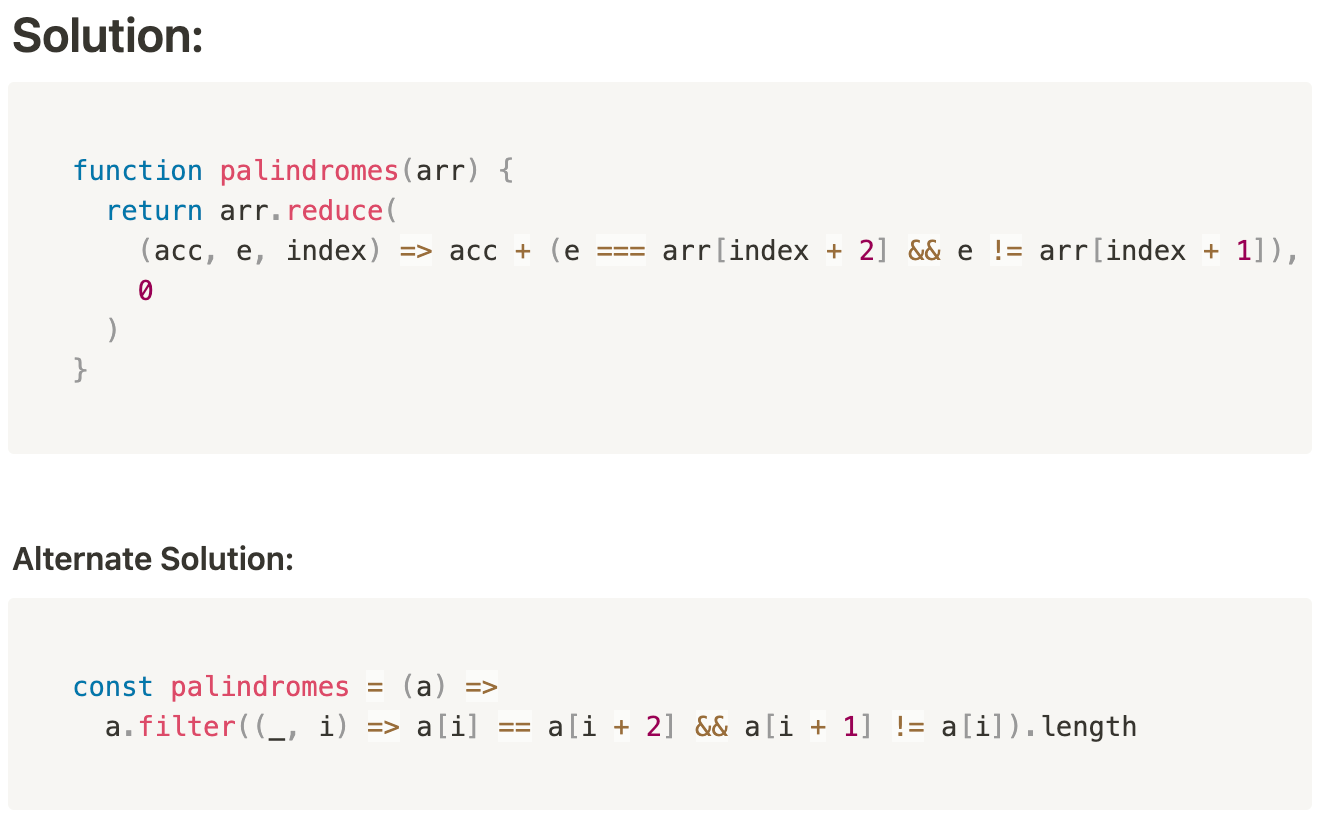 Solution:
function palindromes(arr) {
  return arr.reduce(
    (acc, e, index) => acc + (e === arr[index + 2] && e != arr[index + 1]),
    0
  )
}
Alternate Solution:
const palindromes = (a) =>
  a.filter((_, i) => a[i] == a[i + 2] && a[i + 1] != a[i]).length